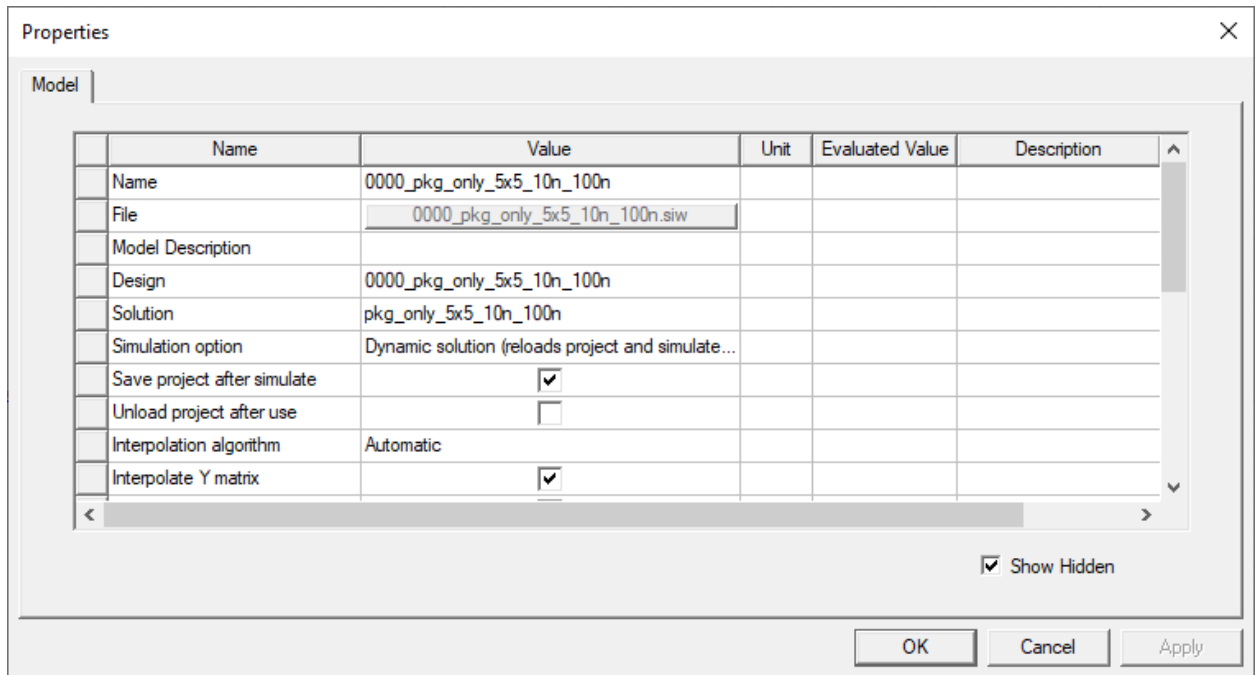 Properties
Model
Name Value Unit Evaluated Value Description
Name 0000_pkg_only_5x5_10n_100n
File 0000_pkg_only_5x5_10n_100n.siw
Model Description
Design 0000_pkg_only_5x5_10n_100n
Solution pkg_only_5x5_10n_100n
Simulation option Dynamic solution (reloads project and simulate...
Save project after simulate
Unload project after use
Interpolation algorithm Automatic
Interpolate Y matrix
Show Hidden
OK Cancel Apply